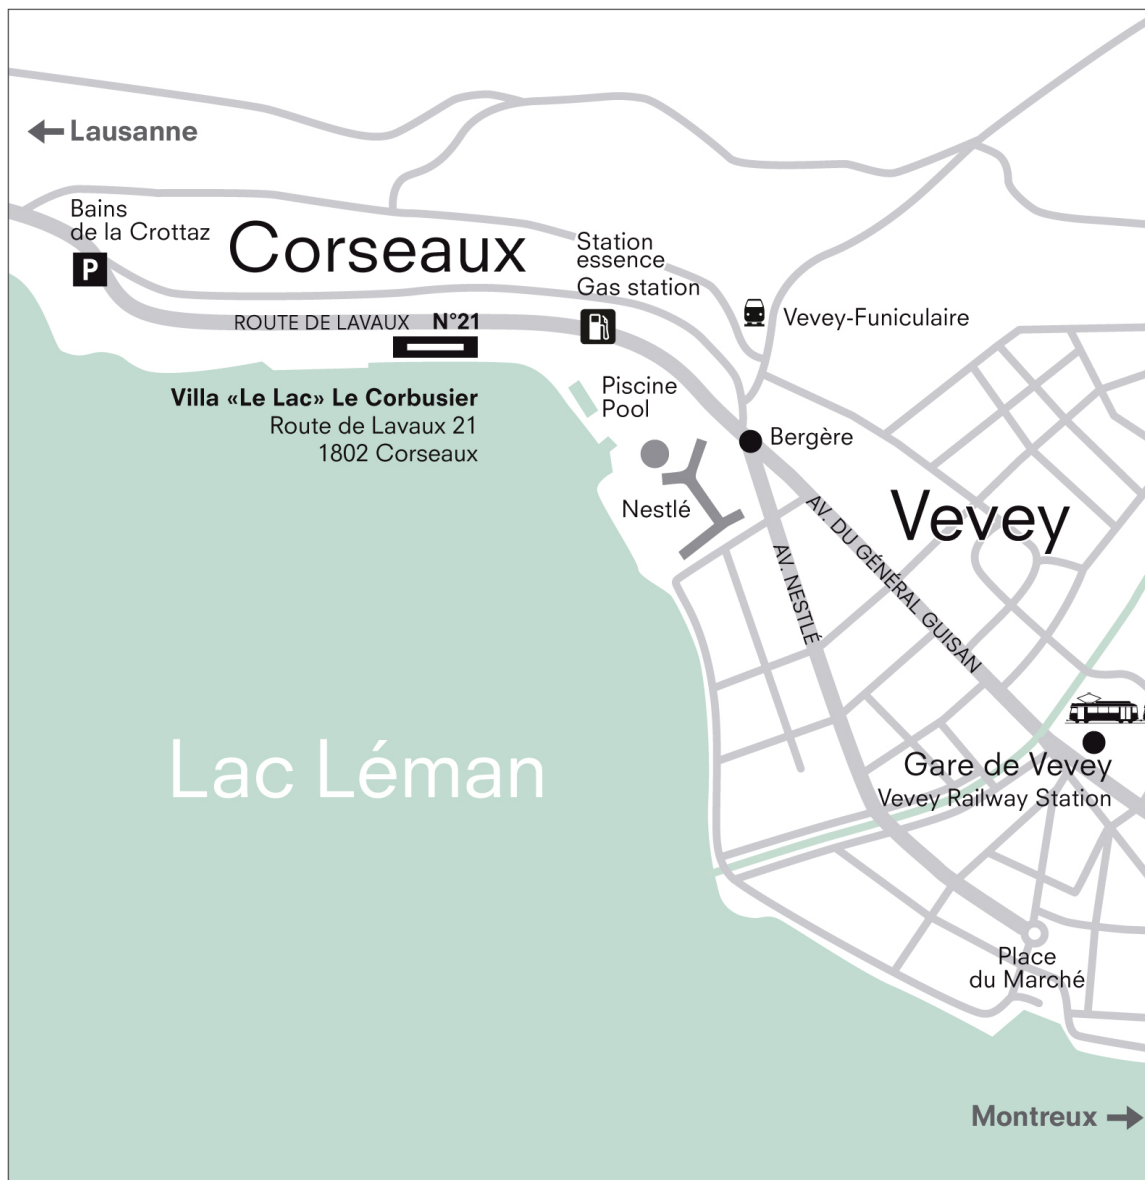 Lausanne
Bains
de la Crottaz
P
Corseaux
Station
essence
Gas station
ROUTE DE LAVAUX N°21
Vevey-Funiculaire
Villa «Le Lac» Le Corbusier
Route de Lavaux 21
1802 Corseaux
Piscine
Pool
Bergère
Nestlé
Vevey
AV. DU GÉNÉRAL GUISAN
AV. NESTLÉ
Lac Léman
Gare de Vevey
Vevey Railway Station
Place
du Marché
Montreux